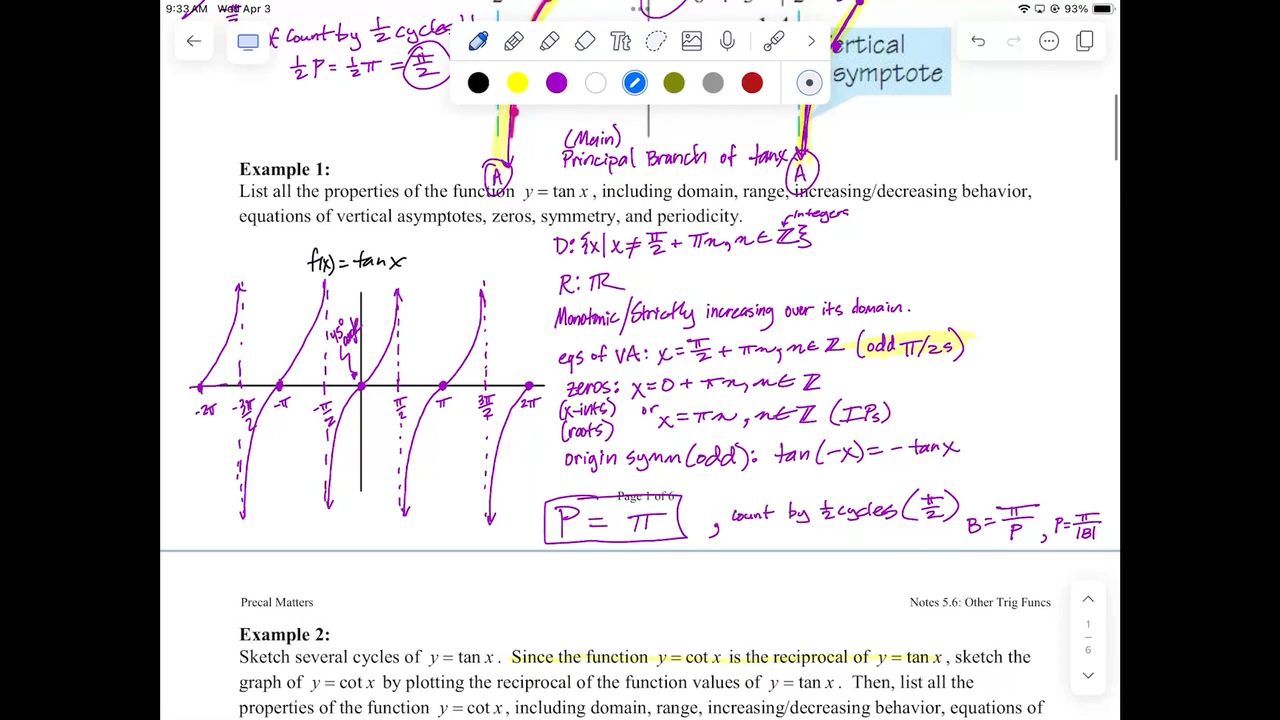 9:33 AM Wed Apr 3
93%
count by 1/2 cycles
1/2 P = 1/2 π = π/2
Tt
ertical
symptote
(Main)
Principal Branch of tanx
A
A
Example 1:
List all the properties of the function y = tan x , including domain, range, increasing/decreasing behavior,
equations of vertical asymptotes, zeros, symmetry, and periodicity.
integers
D: {x | x ≠ π/2 + πn, n ∈ ℤ}
f(x) = tan x
R: ℝ
Monotonic/Strictly increasing over its domain.
eqs of VA: x = π/2 + πn, n ∈ ℤ (odd π/2s)
zeros: x = 0 + πn, n ∈ ℤ
(x-ints) or x = πn, n ∈ ℤ (IPs)
(roots)
-2π -3π/2 -π -π/2 π/2 π 3π/2 2π
origin symm (odd): tan(-x) = -tanx
Page 1 of 6
P = π , count by 1/2 cycles (π/2) B = π/P , P = π/|B|
Precal Matters
Notes 5.6: Other Trig Funcs
1
6
Example 2:
Sketch several cycles of y = tan x . Since the function y = cot x is the reciprocal of y = tan x , sketch the
graph of y = cot x by plotting the reciprocal of the function values of y = tan x . Then, list all the
properties of the function y = cot x , including domain, range, increasing/decreasing behavior, equations of